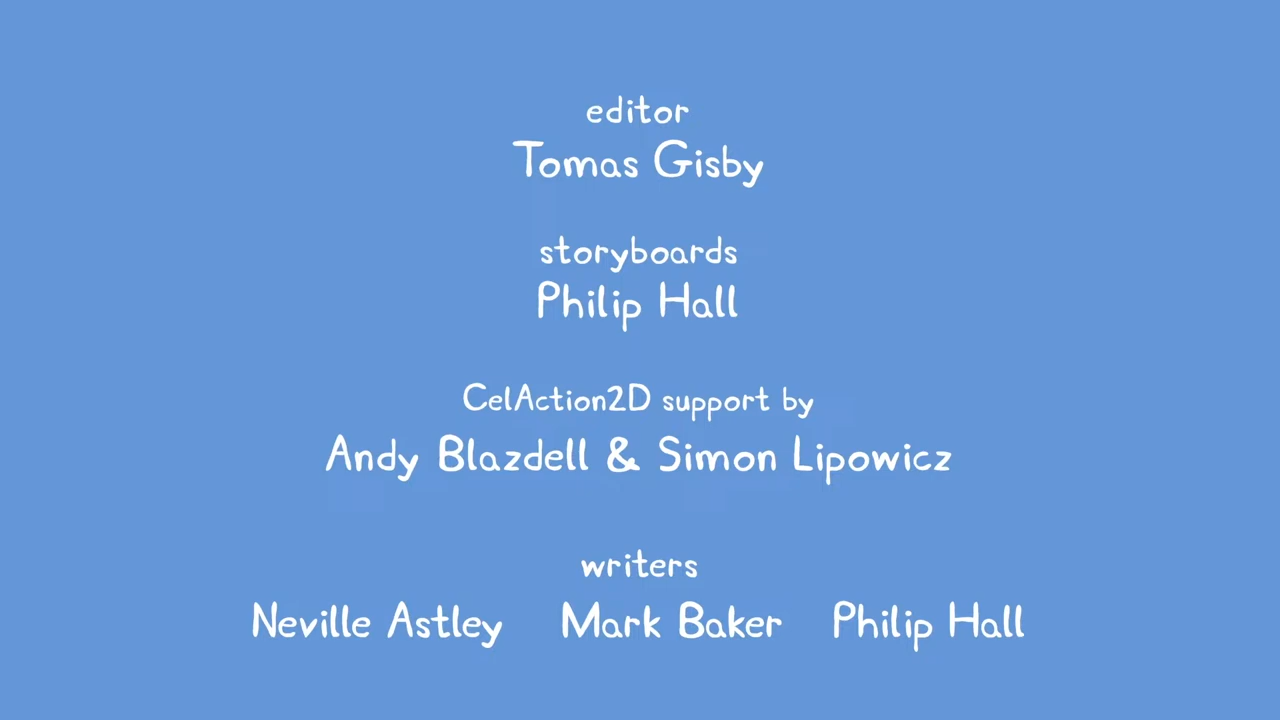 editor
Tomas Gisby
storyboards
Philip Hall
CelAction2D support by
Andy Blazdell & Simon Lipowicz
writers
Neville Astley Mark Baker Philip Hall